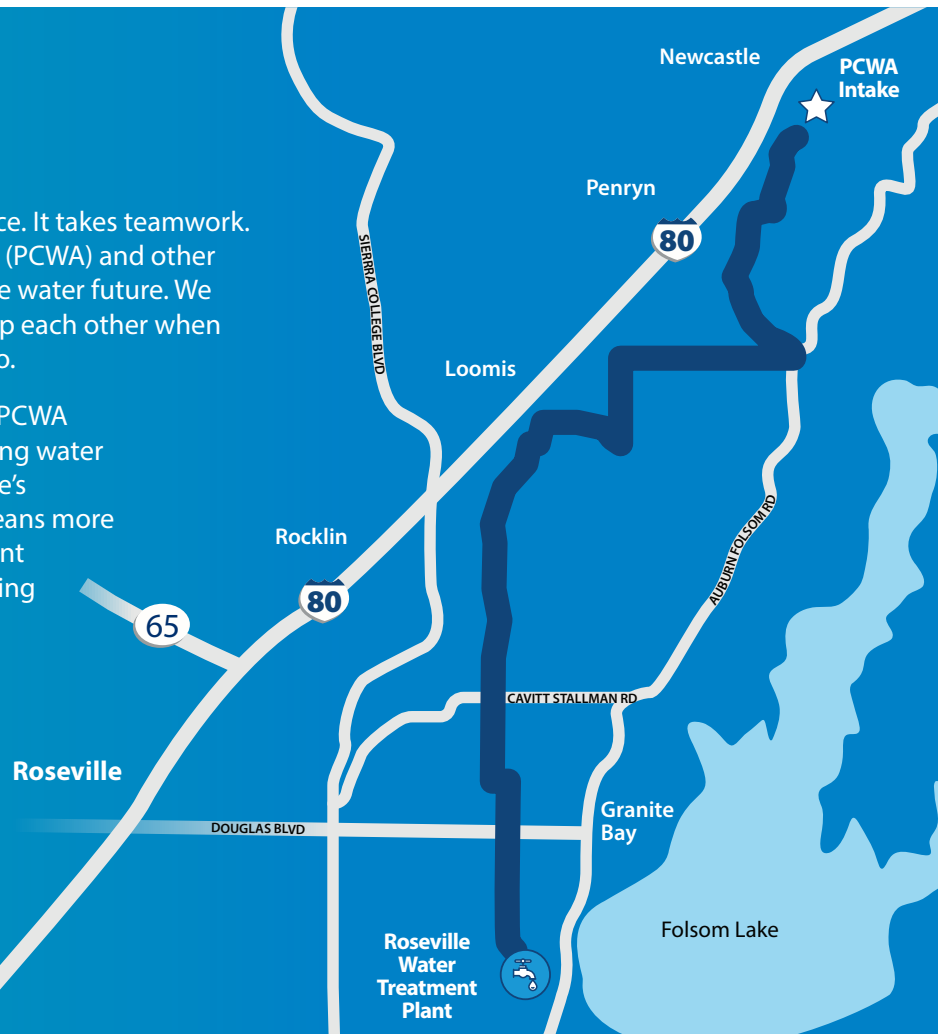 ce. It takes teamwork.
(PCWA) and other
e water future. We
p each other when
o.
PCWA
ng water
e's
eans more
nt
ing
Newcastle
PCWA
Intake
Penryn
80
SIERRRA COLLEGE BLVD
Loomis
Rocklin
80
65
AUBURN FOLSOM RD
CAVITT STALLMAN RD
Roseville
DOUGLAS BLVD
Granite
Bay
Folsom Lake
Roseville
Water
Treatment
Plant